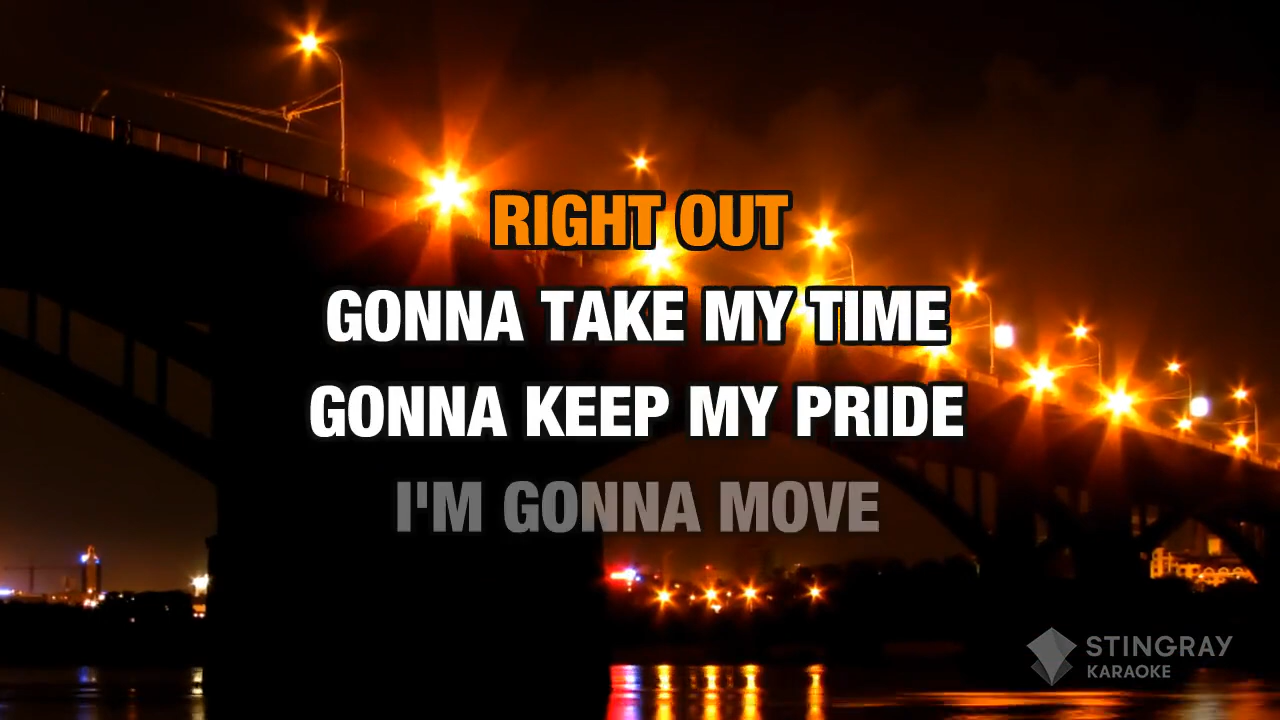 RIGHT OUT
GONNA TAKE MY TIME
GONNA KEEP MY PRIDE
I'M GONNA MOVE
STINGRAY
KARAOKE